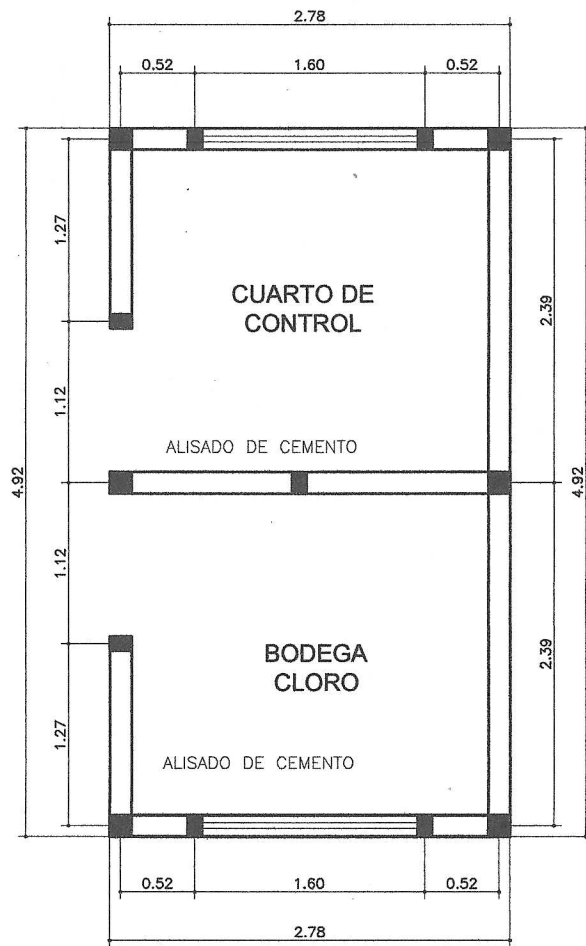 2.78
0.52
1.60
0.52
1.27
CUARTO DE
CONTROL
2.39
1.12
ALISADO DE CEMENTO
4.92
4.92
1.12
BODEGA
CLORO
2.39
1.27
ALISADO DE CEMENTO
0.52
1.60
0.52
2.78